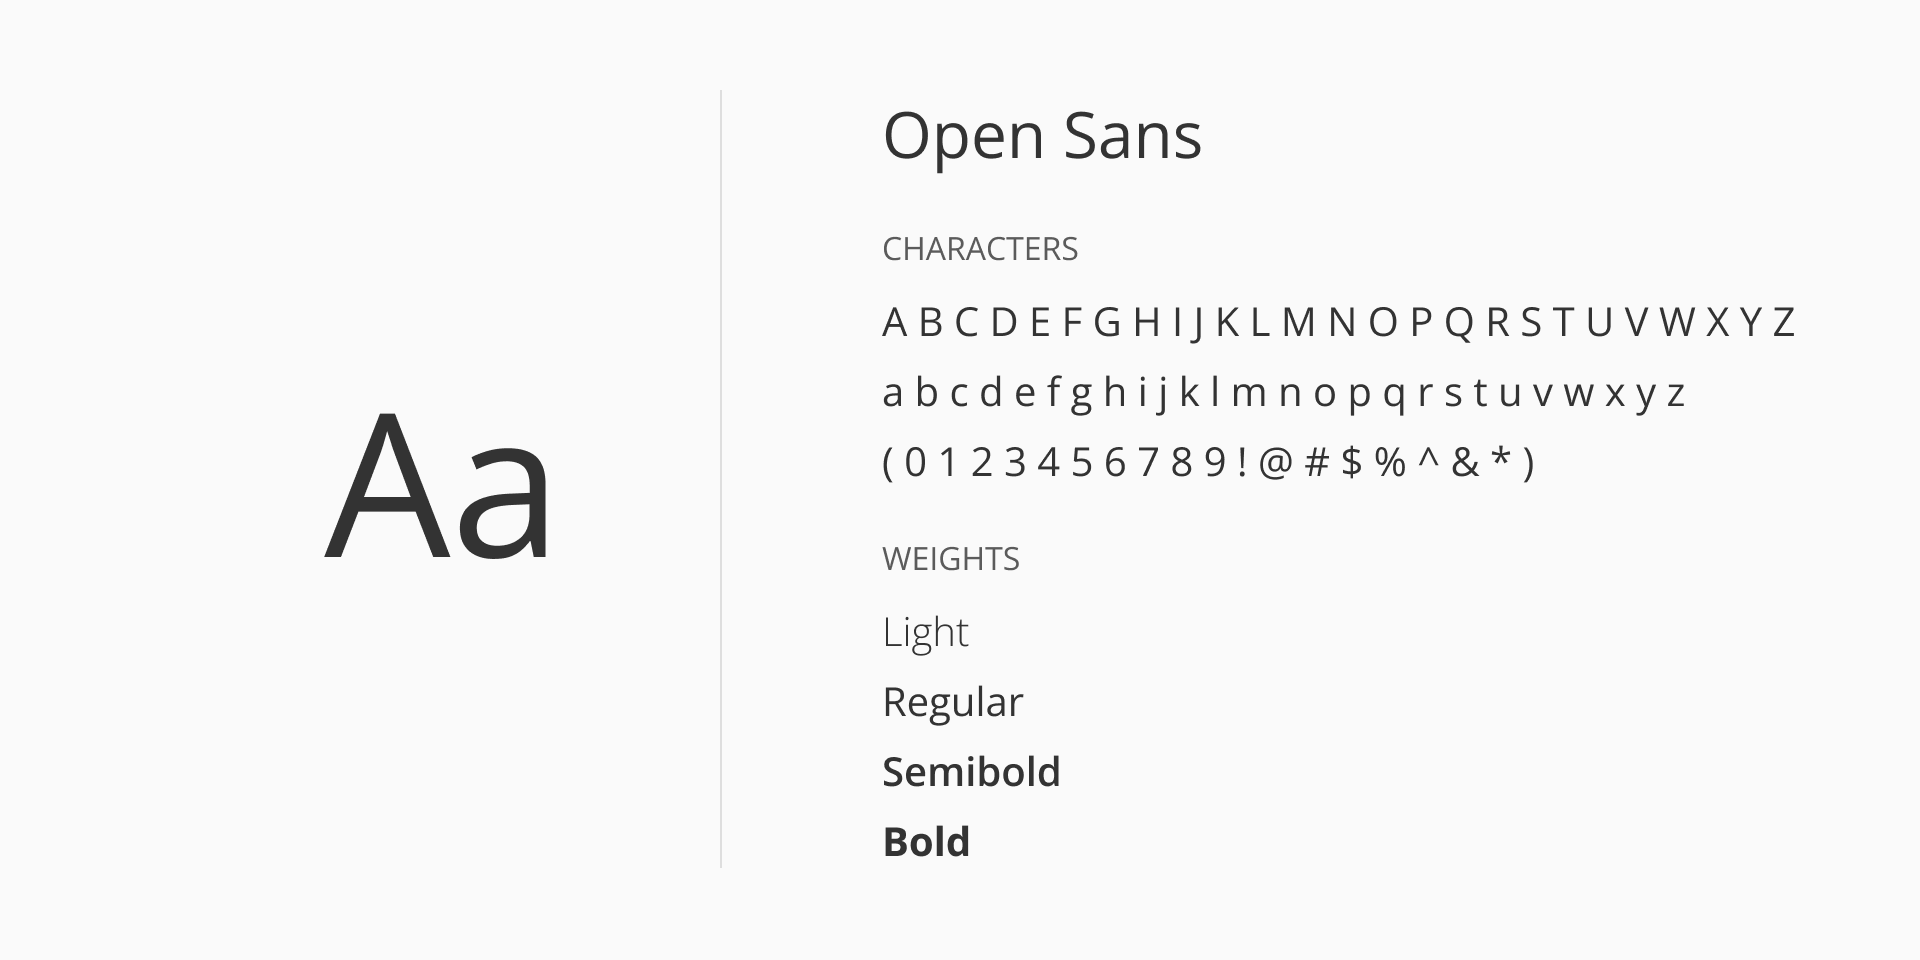 Aa
Open Sans
CHARACTERS
A B C D E F G H I J K L M N O P Q R S T U V W X Y Z
a b c d e f g h i j k l m n o p q r s t u v w x y z
( 0 1 2 3 4 5 6 7 8 9 ! @ # $ % ^ & * )
WEIGHTS
Light
Regular
Semibold
Bold